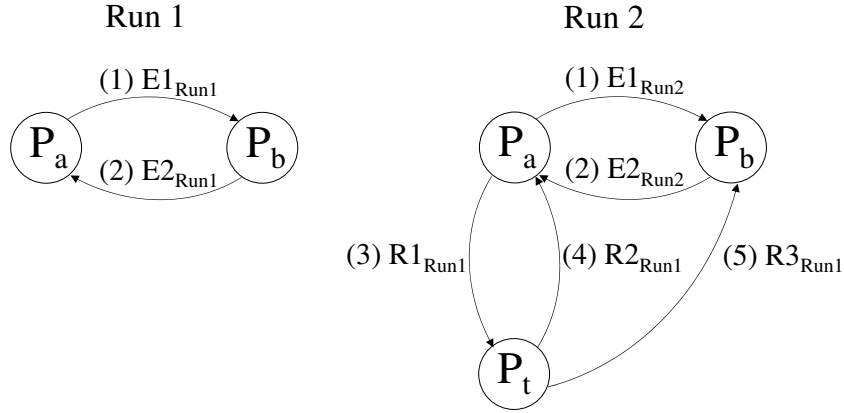 Run 1
Run 2
(1) E1Run1
(1) E1Run2
Pa
Pb
Pa
Pb
(2) E2Run1
(2) E2Run2
(3) R1Run1
(4) R2Run1
(5) R3Run1
Pt